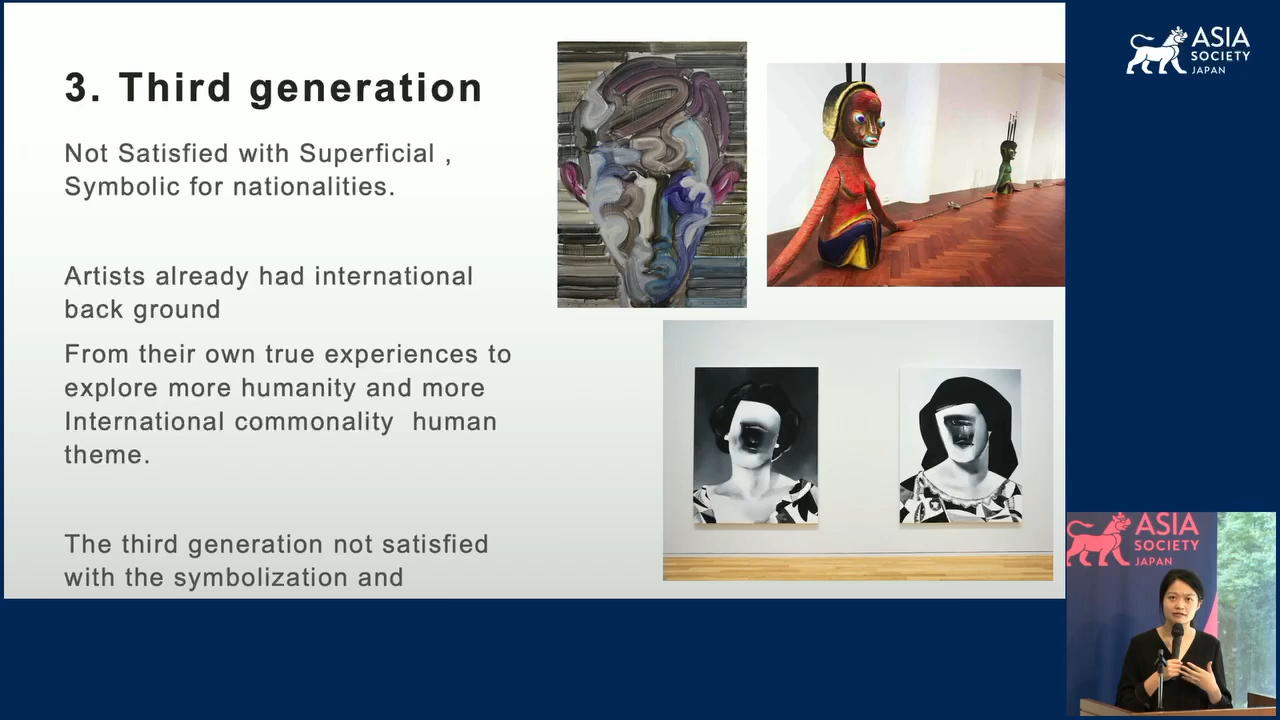 3. Third generation
Not Satisfied with Superficial ,
Symbolic for nationalities.
Artists already had international
back ground
From their own true experiences to
explore more humanity and more
International commonality human
theme.
The third generation not satisfied
with the symbolization and
ASIA
SOCIETY
JAPAN
ASIA
SOCIETY
JAPAN